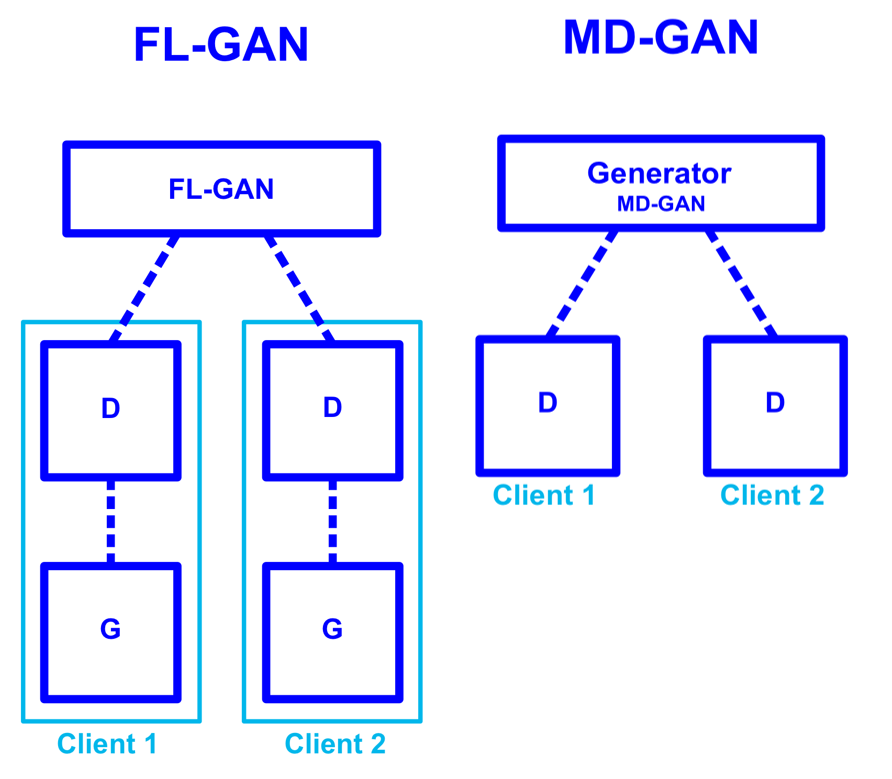 FL-GAN
FL-GAN
D
D
G
G
Client 1
Client 2
MD-GAN
Generator
MD-GAN
D
D
Client 1
Client 2